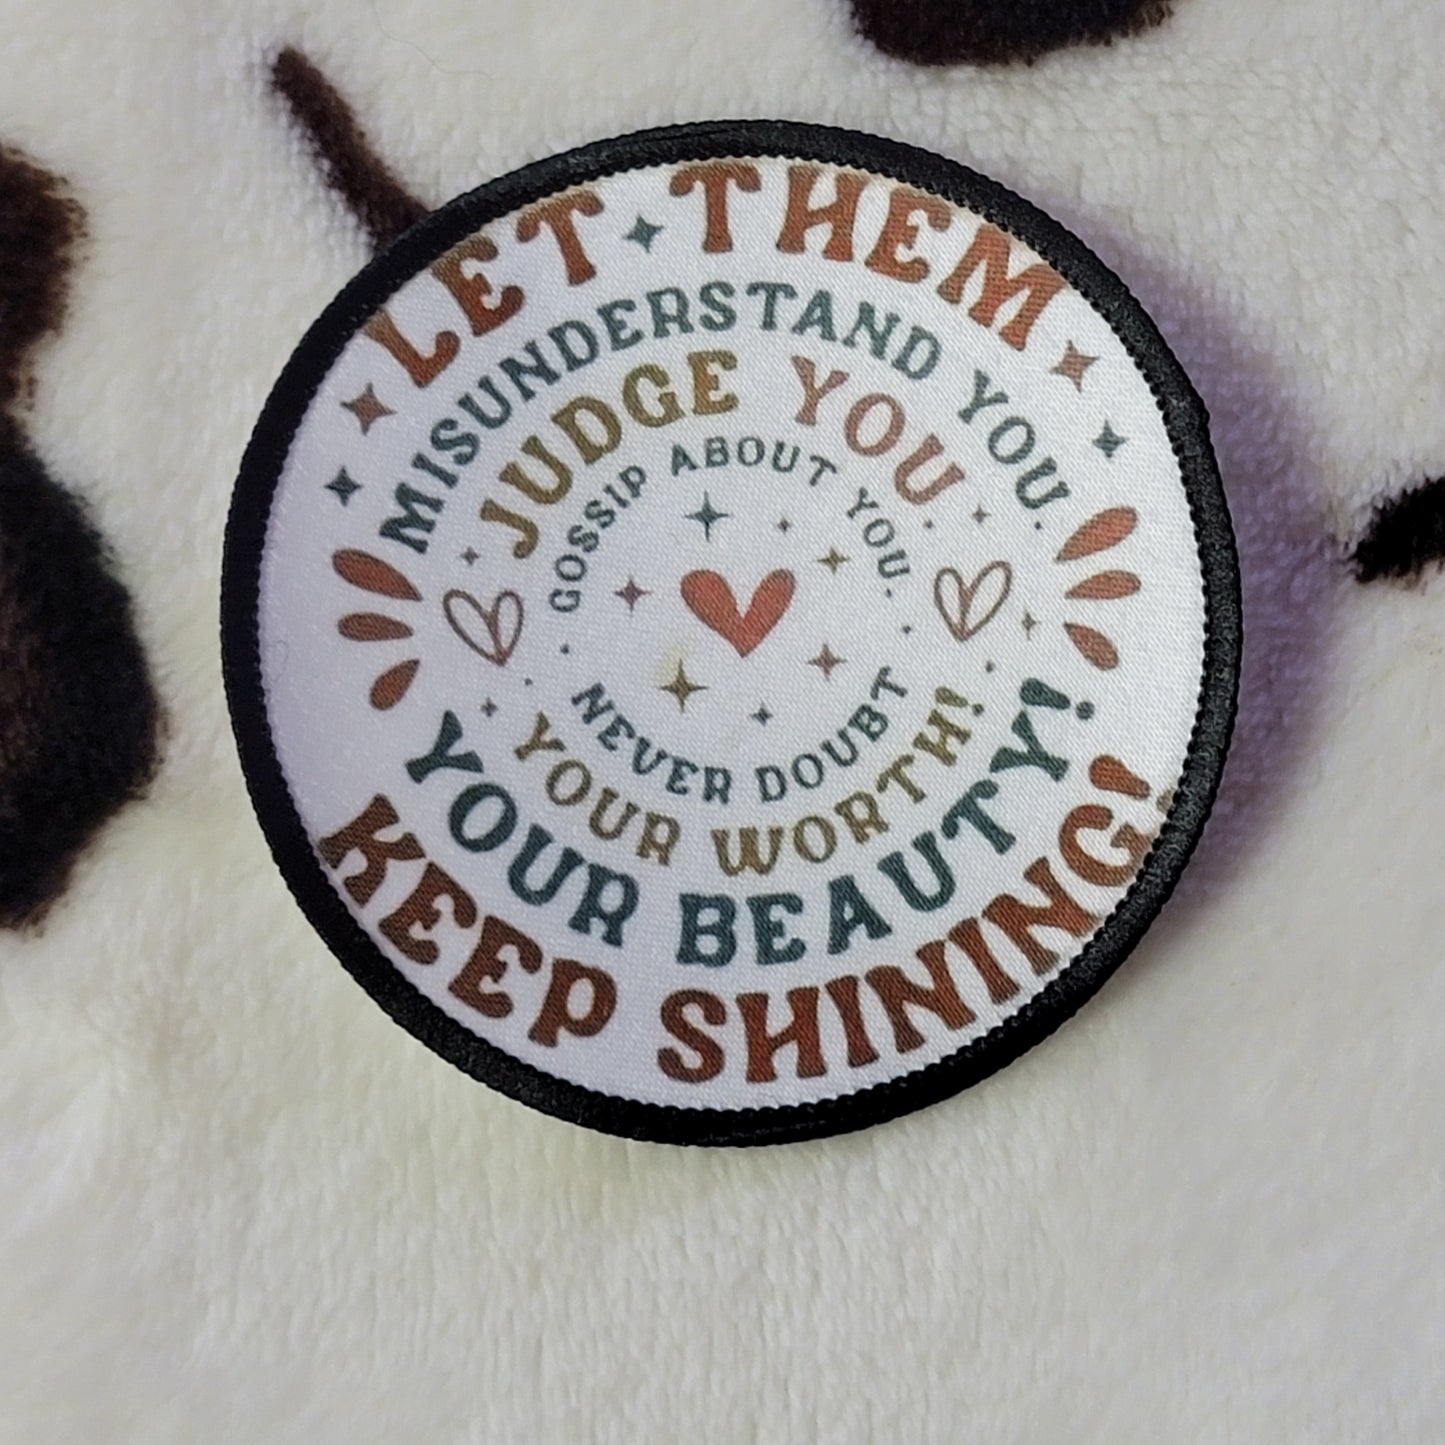 LET THEM
MISUNDERSTAND YOU.
JUDGE YOU.
GOSSIP ABOUT YOU.
NEVER DOUBT
YOUR WORTH!
YOUR BEAUTY!
KEEP SHINING!